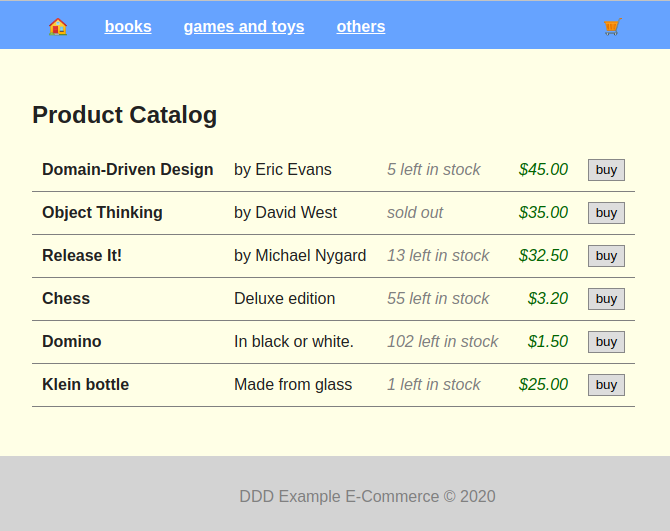 books games and toys others
Product Catalog
Domain-Driven Design by Eric Evans 5 left in stock $45.00 buy
Object Thinking by David West sold out $35.00 buy
Release It! by Michael Nygard 13 left in stock $32.50 buy
Chess Deluxe edition 55 left in stock $3.20 buy
Domino In black or white. 102 left in stock $1.50 buy
Klein bottle Made from glass 1 left in stock $25.00 buy
DDD Example E-Commerce © 2020